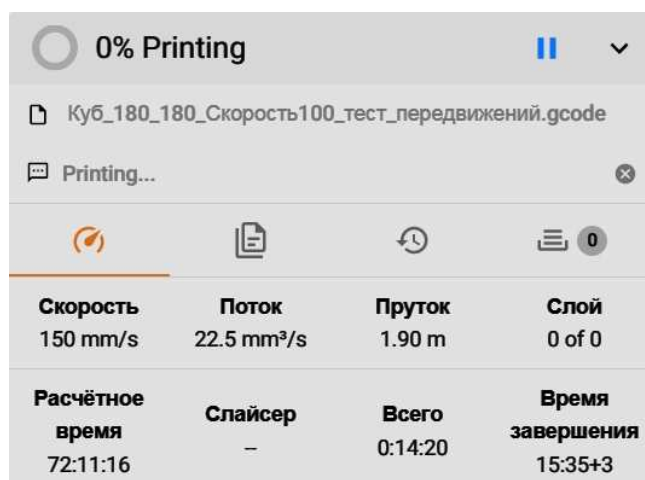 0% Printing
Куб_180_180_Скорость100_тест_передвижений.gcode
Printing...
0
Скорость Поток Пруток Слой
150 mm/s 22.5 mm³/s 1.90 m 0 of 0
Расчётное время Слайсер Всего Время завершения
72:11:16 -- 0:14:20 15:35+3